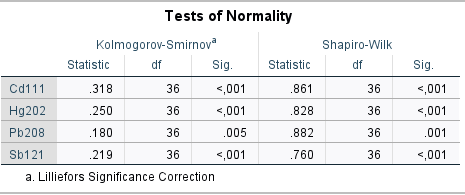 Tests of Normality
Kolmogorov-Smirnovᵃ Shapiro-Wilk
Statistic df Sig. Statistic df Sig.
Cd111 .318 36 <,001 .861 36 <,001
Hg202 .250 36 <,001 .828 36 <,001
Pb208 .180 36 .005 .882 36 .001
Sb121 .219 36 <,001 .760 36 <,001
a. Lilliefors Significance Correction